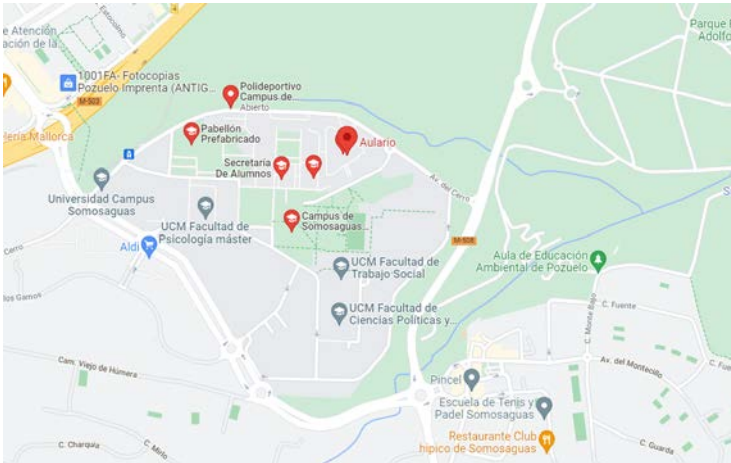 Estocolmo
e Atención
ación de la
Parque F
Adolfo
1001FA- Fotocopias
Pozuelo Imprenta (ANTIG...
M-503
Polideportivo
Campus de...
Abierto
ería Mallorca
Pabellón
Prefabricado
Aulario
Secretaria
De Alumnos
Av. del Cerro
Universidad Campus
Somosaguas
UCM Facultad de
Psicología máster
Campus de
Somosaguas...
Cerro
Aldi
M-508
Aula de Educación
Ambiental de Pozuelo
UCM Facultad de
Trabajo Social
los Gamos
UCM Facultad de
Ciencias Políticas y...
C. Monte Bajo
C. Fuente
C. Fue
Cam. Viejo de Húmera
Av. del Montecillo
Pincel
Escuela de Tenis y
Padel Somosaguas
Restaurante Club
hipico de Somosaguas
C. Charquia
C. Mirlo
C. Guarda